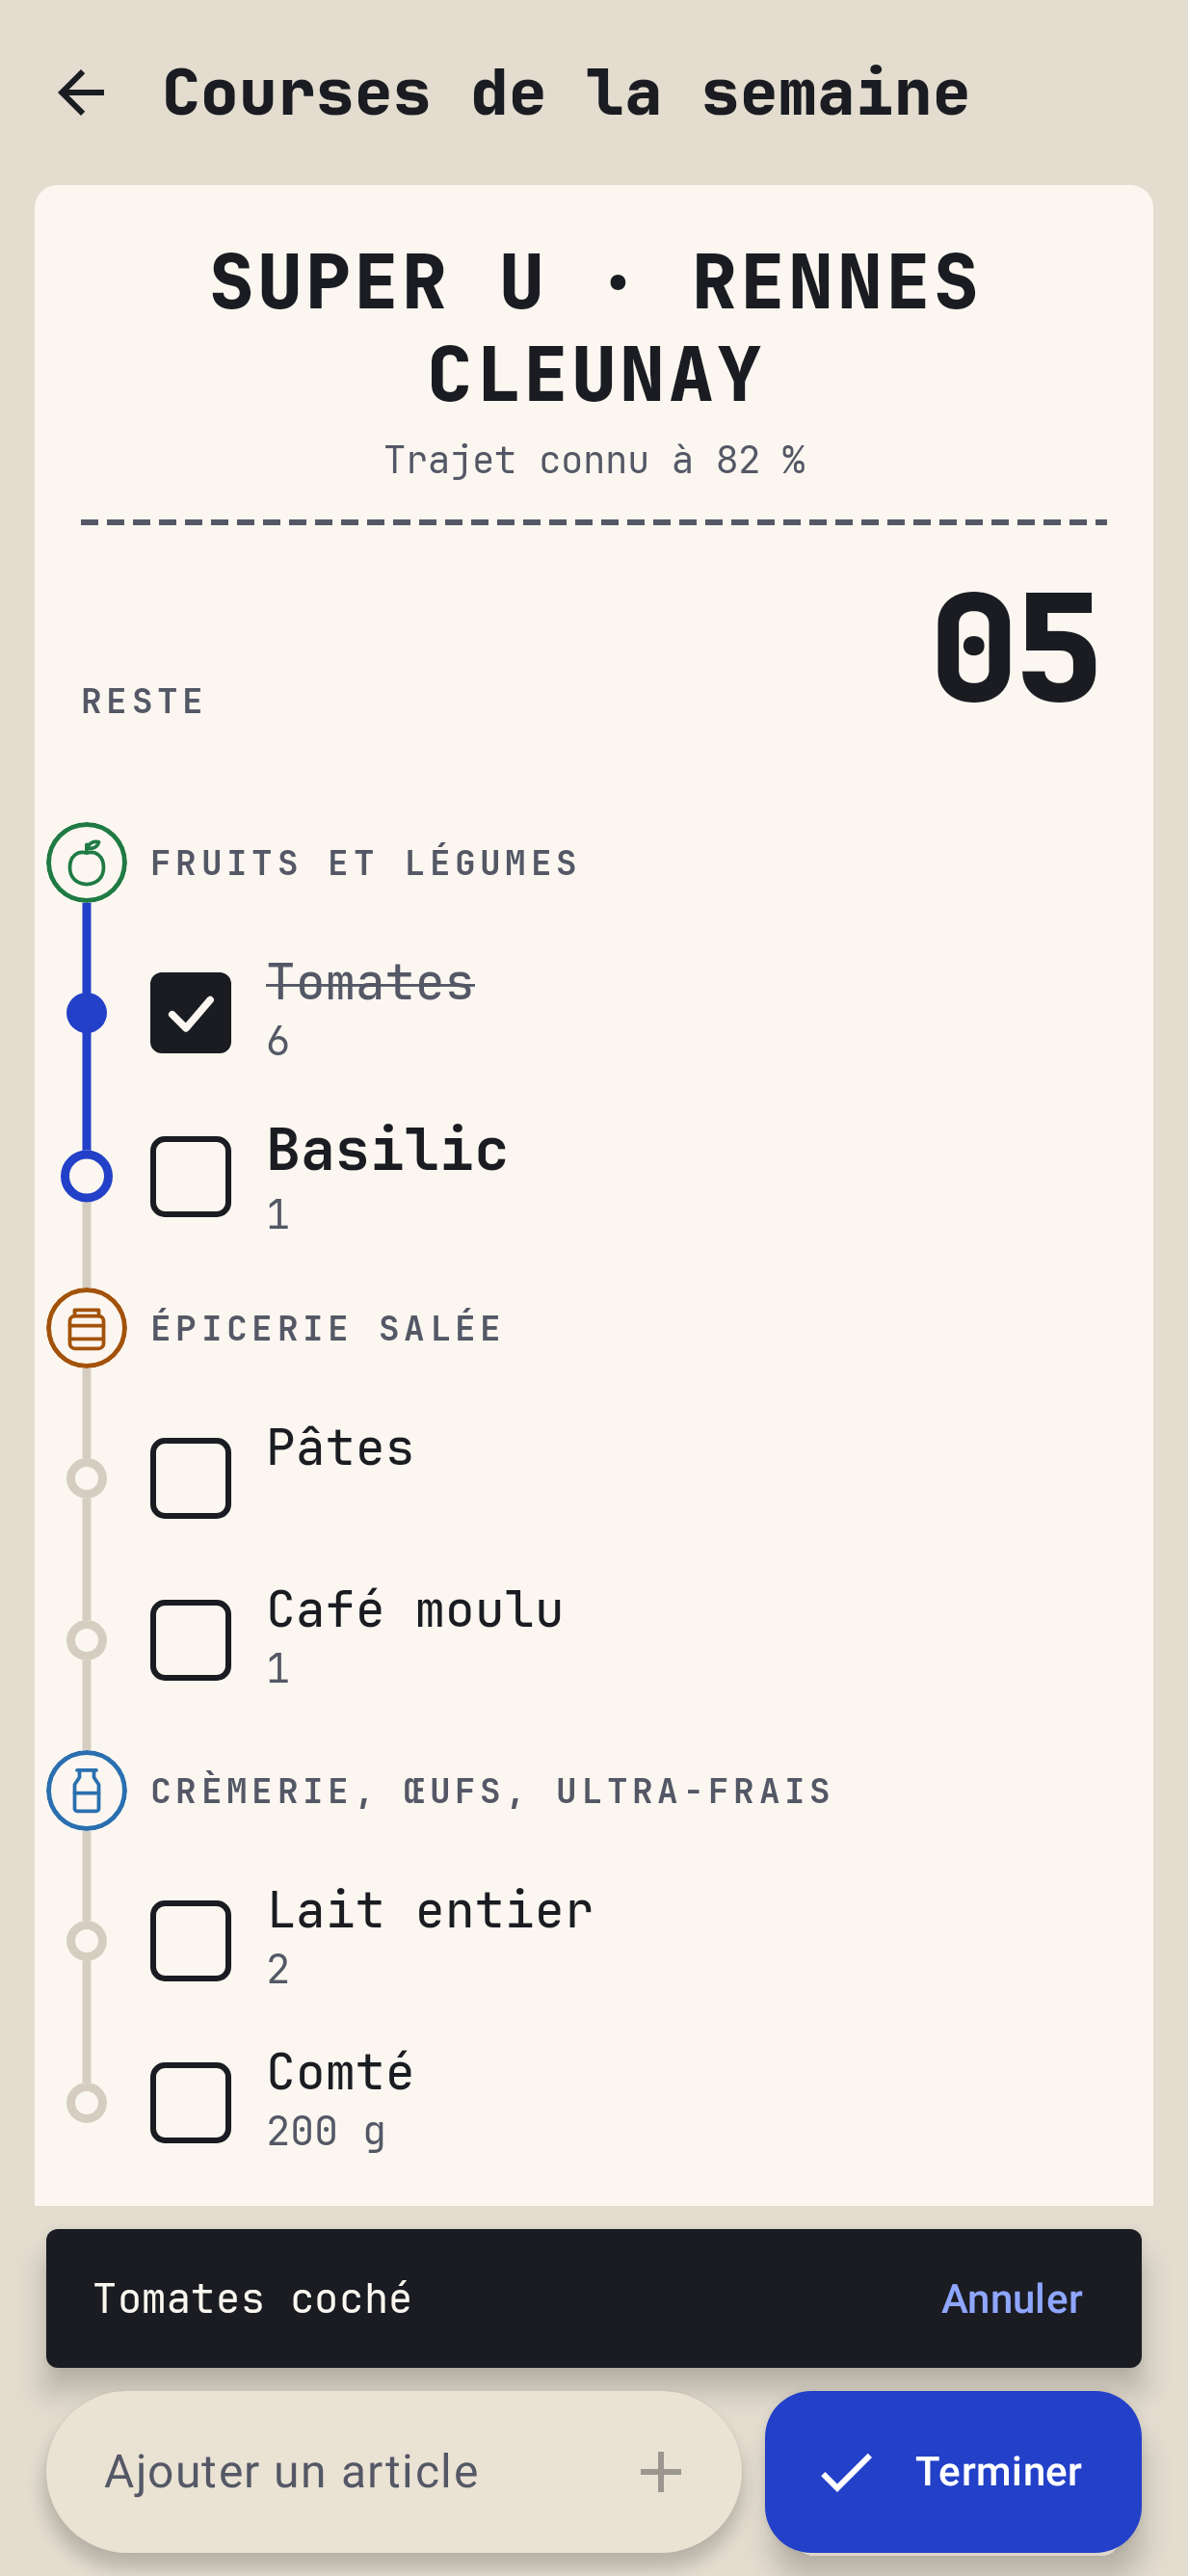 Courses de la semaine
SUPER U · RENNES
CLEUNAY
Trajet connu à 82 %
RESTE
05
FRUITS ET LÉGUMES
Tomates
6
Basilic
1
ÉPICERIE SALÉE
Pâtes
Café moulu
1
CRÈMERIE, ŒUFS, ULTRA-FRAIS
Lait entier
2
Comté
200 g
Tomates coché
Annuler
Ajouter un article
Terminer